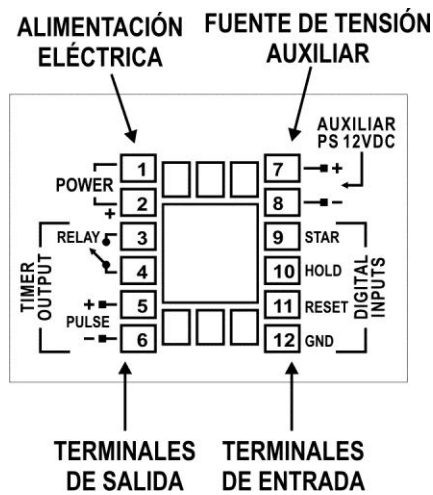 ALIMENTACIÓN
ELÉCTRICA
FUENTE DE TENSIÓN
AUXILIAR
AUXILIAR
PS 12VDC
POWER
+
1
2
3
4
5
6
RELAY
+
PULSE
-
TIMER
OUTPUT
7
8
9
10
11
12
+
-
STAR
HOLD
RESET
GND
DIGITAL
INPUTS
TERMINALES
DE SALIDA
TERMINALES
DE ENTRADA